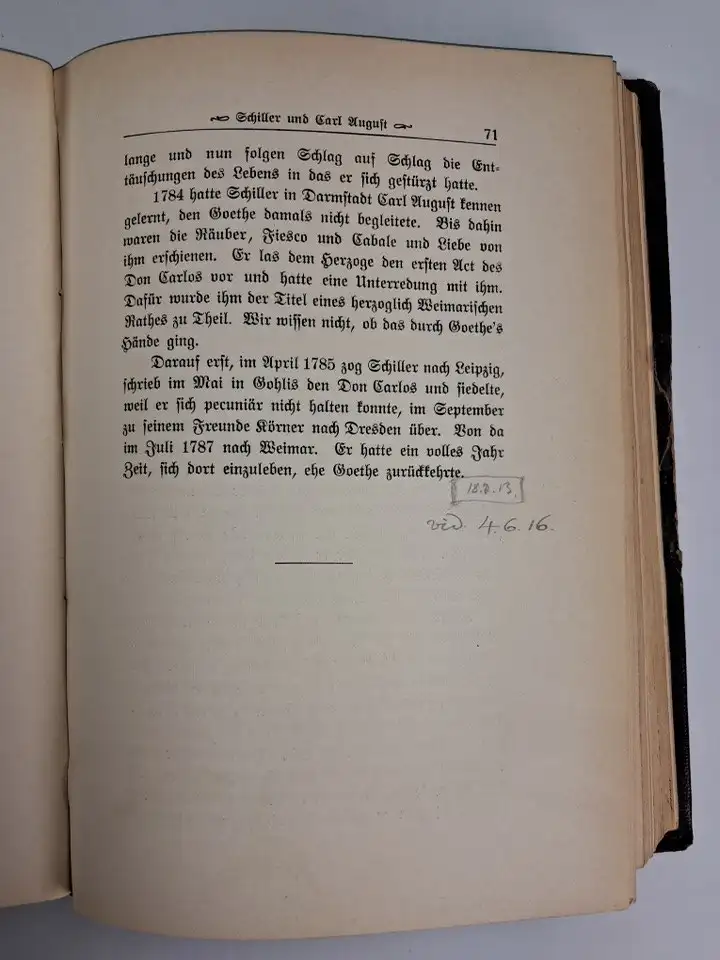 Schiller und Carl August 71
lange und nun folgen Schlag auf Schlag die Ent-
täuschungen des Lebens in das er sich gestürzt hatte.
1784 hatte Schiller in Darmstadt Carl August kennen
gelernt, den Goethe damals nicht begleitete. Bis dahin
waren die Räuber, Fiesco und Cabale und Liebe von
ihm erschienen. Er las dem Herzoge den ersten Act des
Don Carlos vor und hatte eine Unterredung mit ihm.
Dafür wurde ihm der Titel eines herzoglich Weimarischen
Rathes zu Theil. Wir wissen nicht, ob das durch Goethe's
Hände ging.
Darauf erst, im April 1785 zog Schiller nach Leipzig,
schrieb im Mai in Gohlis den Don Carlos und siedelte,
weil er sich pecuniär nicht halten konnte, im September
zu seinem Freunde Körner nach Dresden über. Von da
im Juli 1787 nach Weimar. Er hatte ein volles Jahr
Zeit, sich dort einzuleben, ehe Goethe zurückkehrte.
vid. 4.6.16.